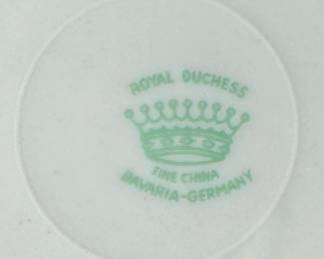 ROYAL DUCHESS
FINE CHINA
BAVARIA-GERMANY